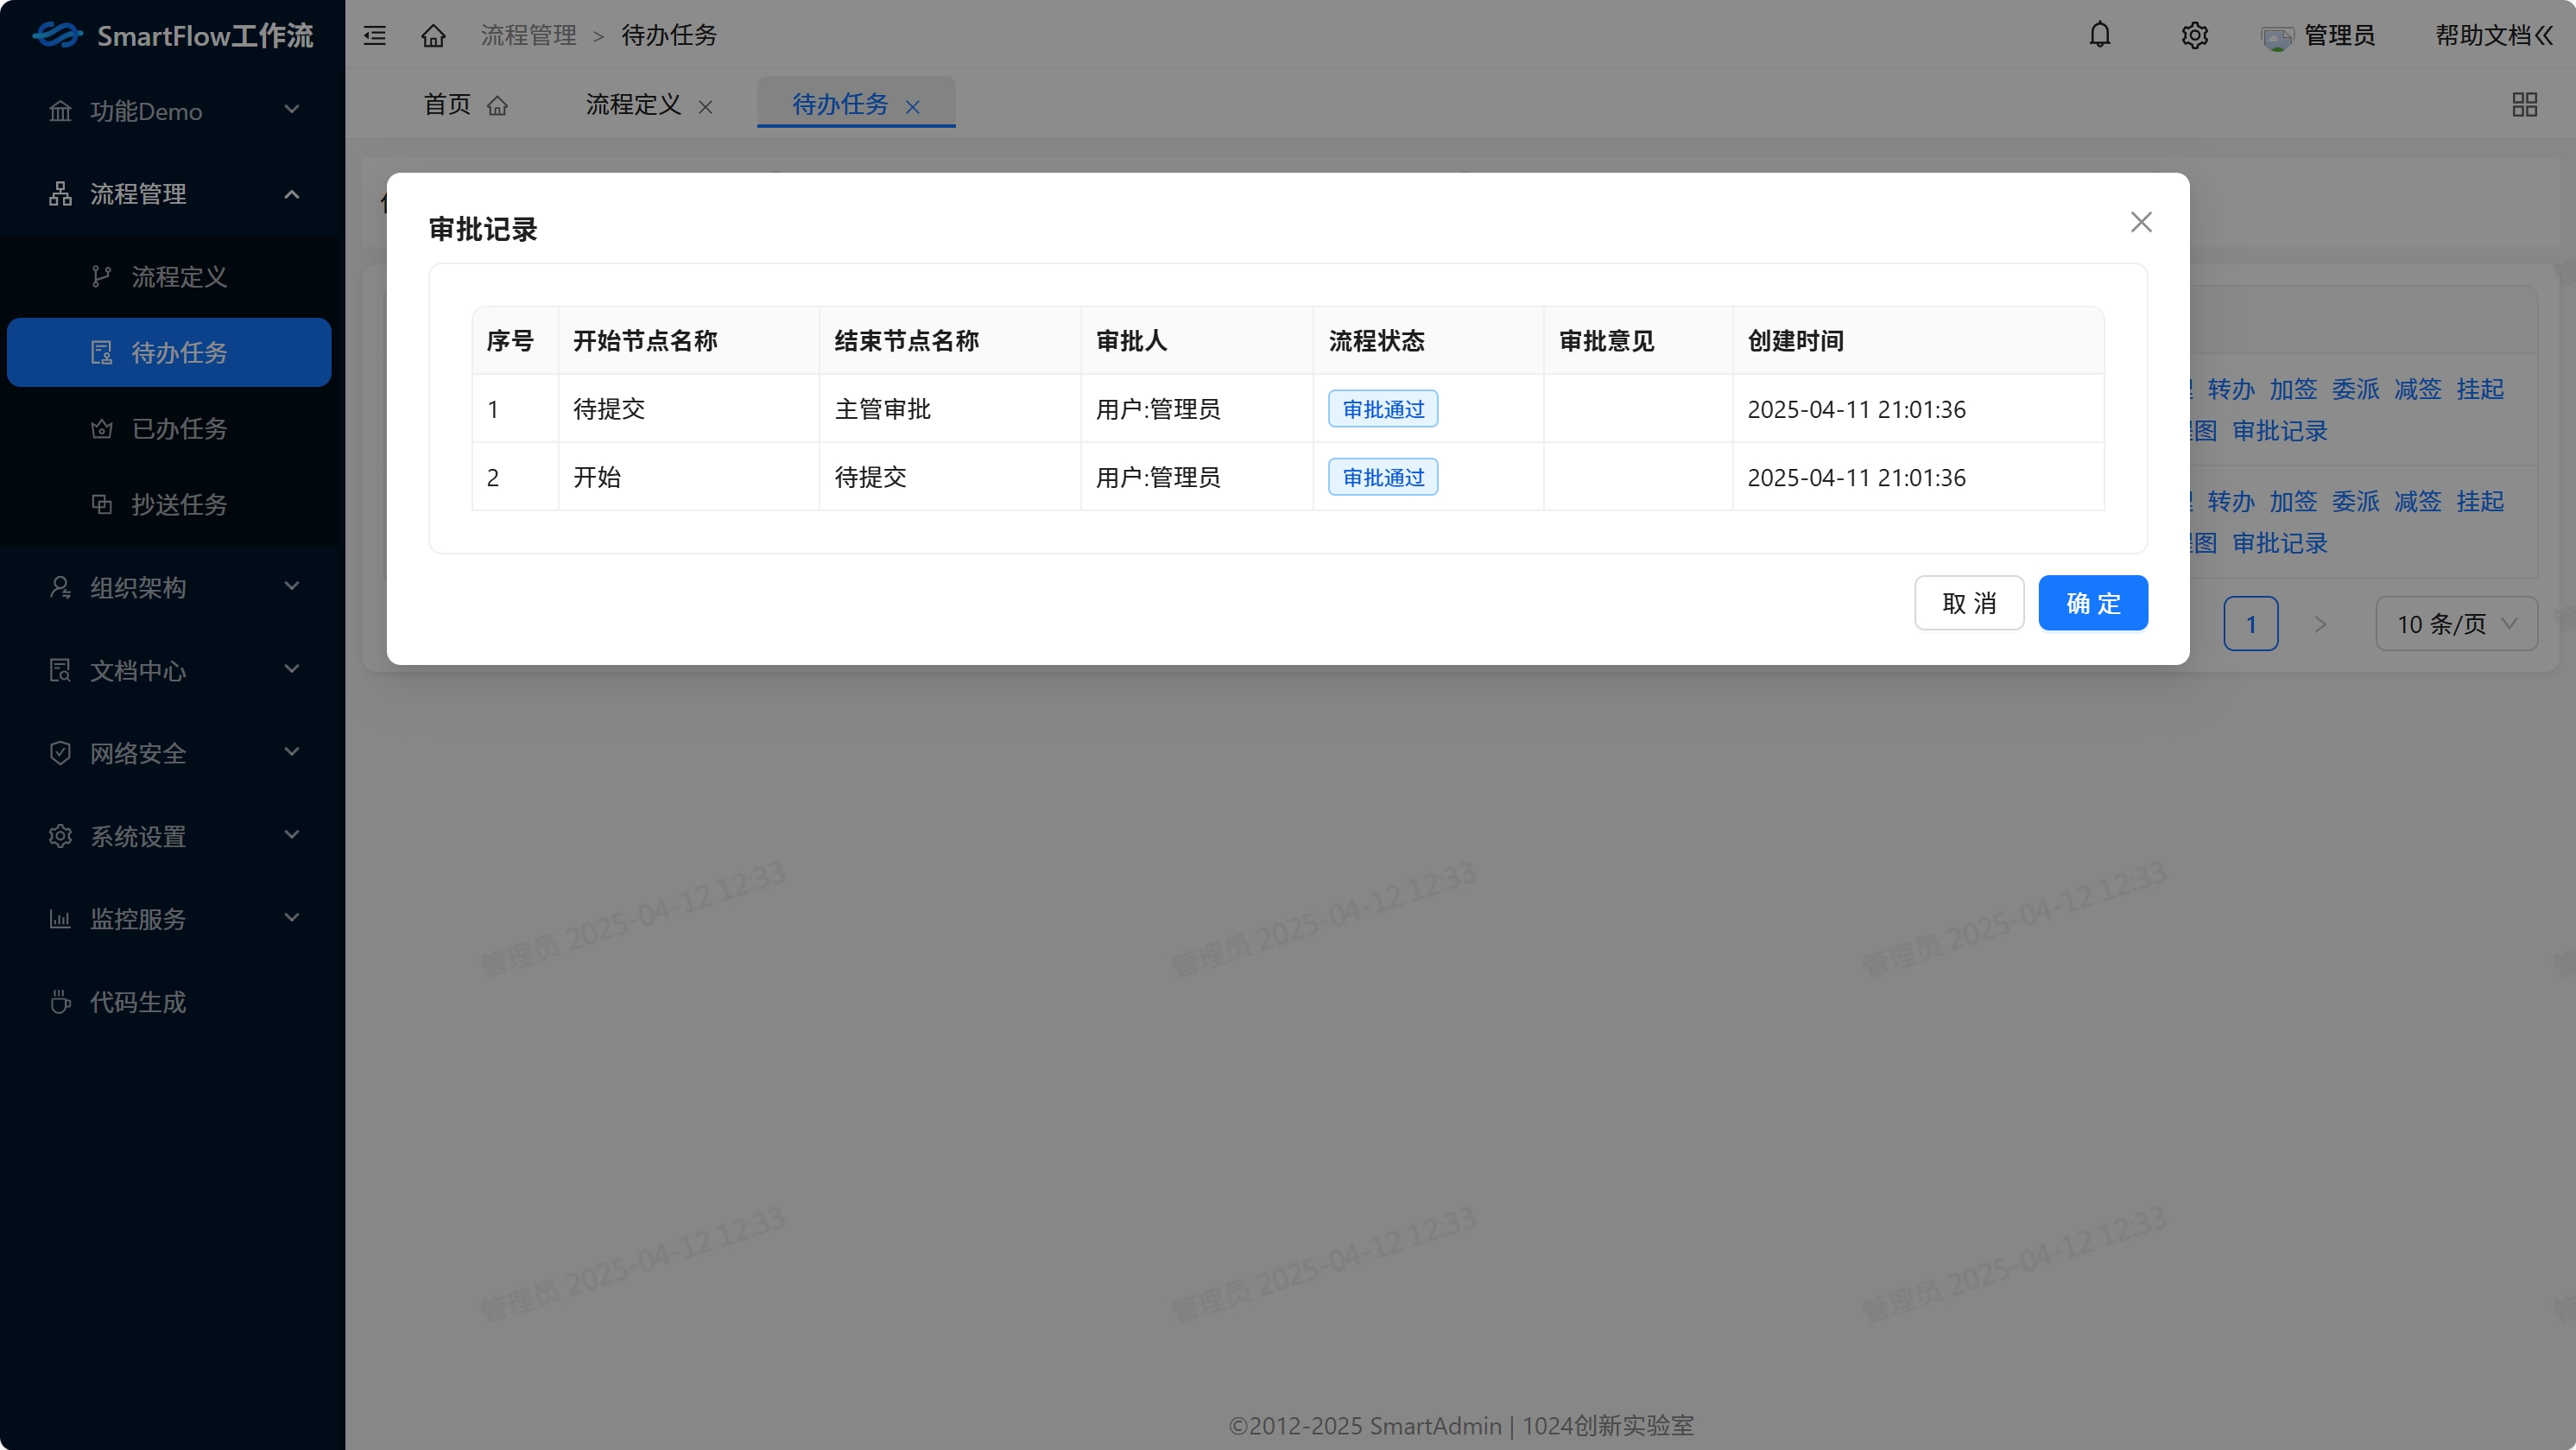 SmartFlow工作流
流程管理 > 待办任务
管理员
帮助文档
首页
流程定义
待办任务
功能Demo
流程管理
流程定义
待办任务
已办任务
抄送任务
组织架构
文档中心
网络安全
系统设置
监控服务
代码生成
审批记录
序号 开始节点名称 结束节点名称 审批人 流程状态 审批意见 创建时间
1 待提交 主管审批 用户:管理员 审批通过 2025-04-11 21:01:36
2 开始 待提交 用户:管理员 审批通过 2025-04-11 21:01:36
取 消
确 定
转办 加签 委派 减签 挂起
图 审批记录
转办 加签 委派 减签 挂起
图 审批记录
1
10 条/页
管理员 2025-04-12 12:33
管理员 2025-04-12 12:33
管理员 2025-04-12 12:33
管理员 2025-04-12 12:33
管理员 2025-04-12 12:33
管理员 2025-04-12 12:33
©2012-2025 SmartAdmin | 1024创新实验室